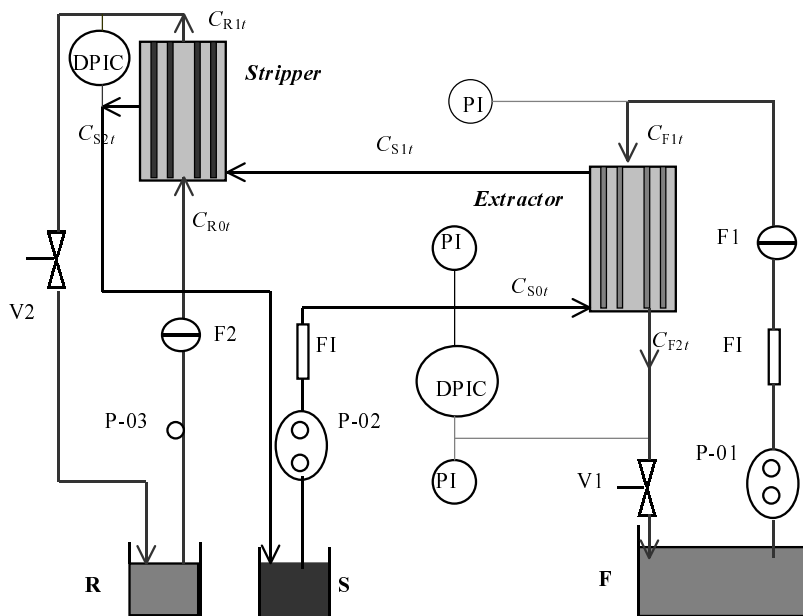 C_R1t
DPIC
Stripper
PI
C_S2t
C_S1t
C_F1t
Extractor
C_R0t
PI
F1
C_S0t
V2
F2
FI
C_F2t
FI
DPIC
P-03
P-02
P-01
PI
V1
R
S
F